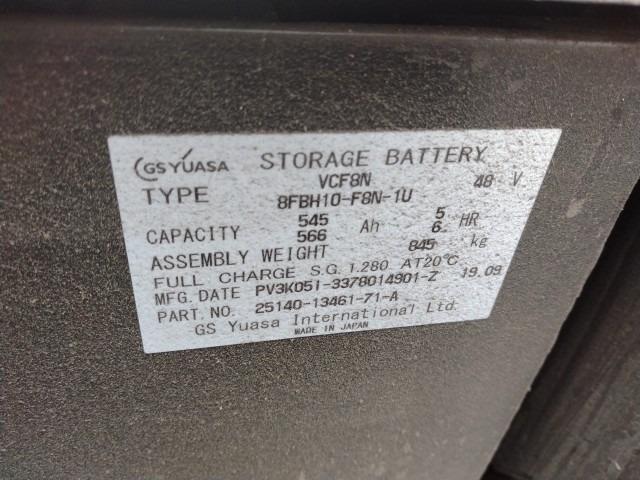 GS YUASA STORAGE BATTERY
VCF8N 48 V
TYPE 8FBH10-F8N-1U
545 5
CAPACITY 566 Ah 6 HR
ASSEMBLY WEIGHT 845 kg
FULL CHARGE S.G. 1.280 AT20℃
MFG. DATE PV3K051-3378014901-Z 19.09
PART. NO. 25140-13461-71-A
GS Yuasa International Ltd.
MADE IN JAPAN